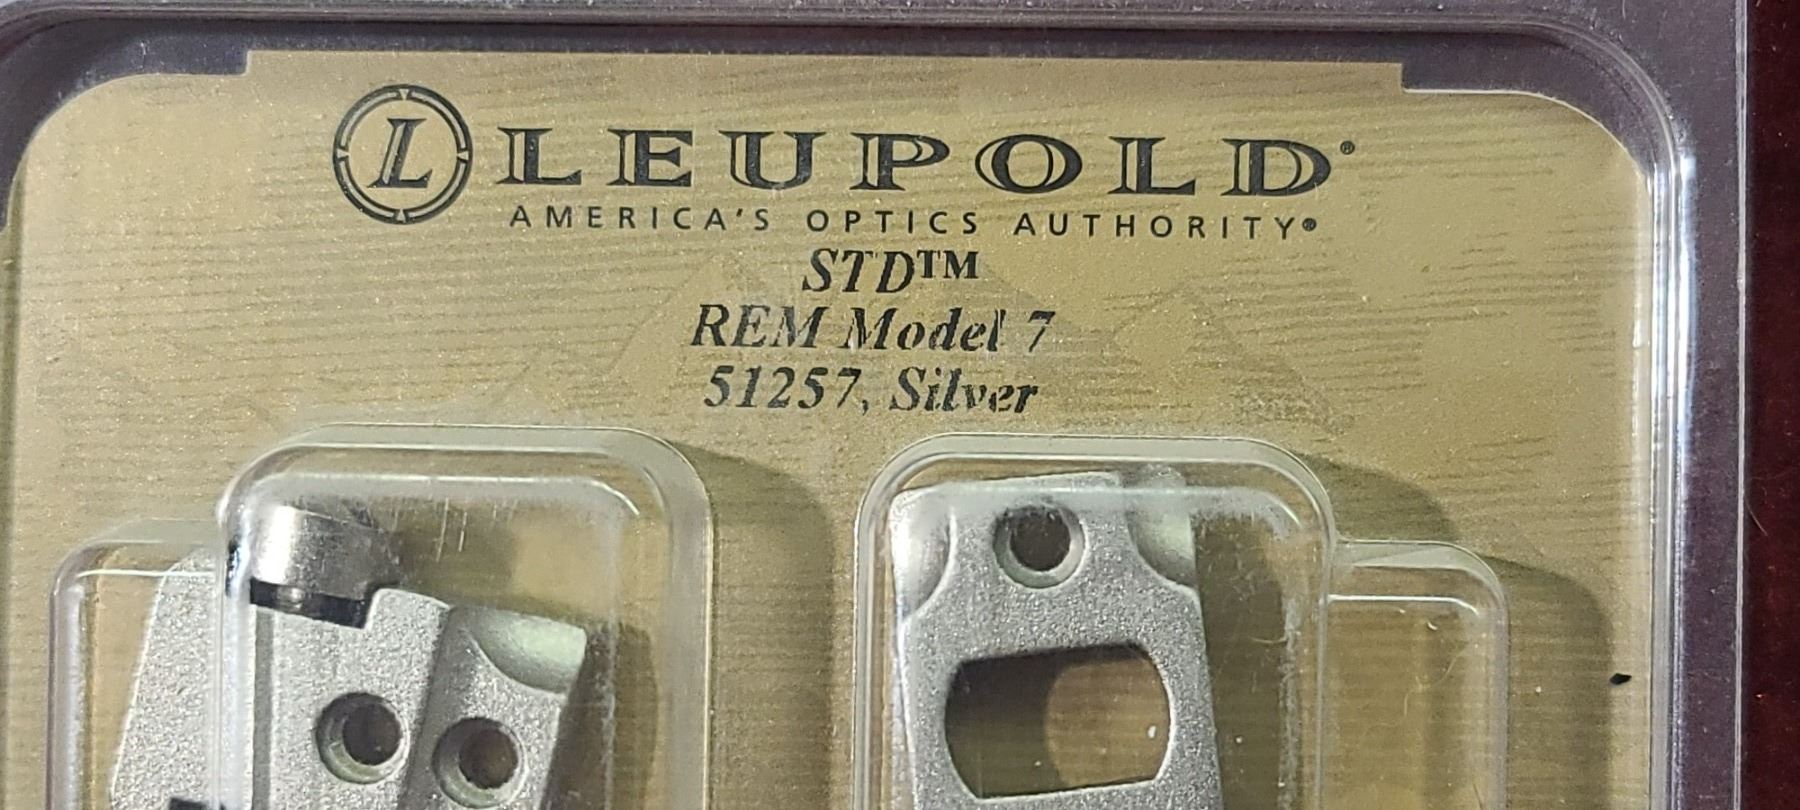 L LEUPOLD®
AMERICA'S OPTICS AUTHORITY®
STD™
REM Model 7
51257, Silver